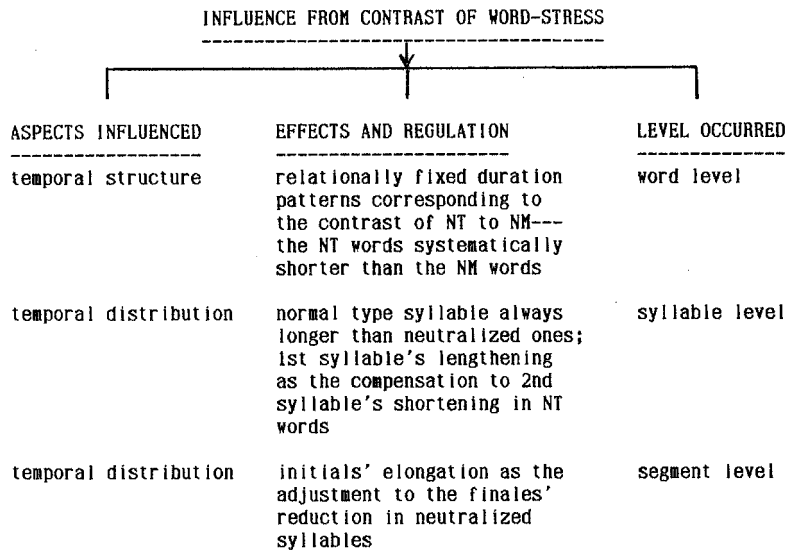 INFLUENCE FROM CONTRAST OF WORD-STRESS
ASPECTS INFLUENCED EFFECTS AND REGULATION LEVEL OCCURRED
temporal structure relationally fixed duration word level
patterns corresponding to
the contrast of NT to NM---
the NT words systematically
shorter than the NM words
temporal distribution normal type syllable always syllable level
longer than neutralized ones;
1st syllable's lengthening
as the compensation to 2nd
syllable's shortening in NT
words
temporal distribution initials' elongation as the segment level
adjustment to the finales'
reduction in neutralized
syllables